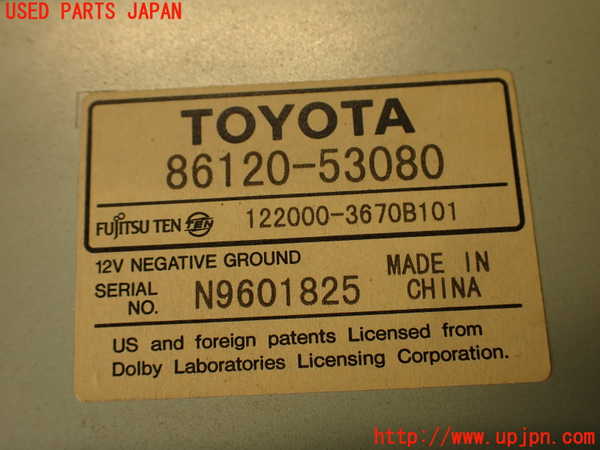 USED PARTS JAPAN
TOYOTA
86120-53080
FUJITSU TEN TEN 122000-3670B101
12V NEGATIVE GROUND
SERIAL NO. N9601825
MADE IN CHINA
US and foreign patents Licensed from
Dolby Laboratories Licensing Corporation.
http://www.upjpn.com